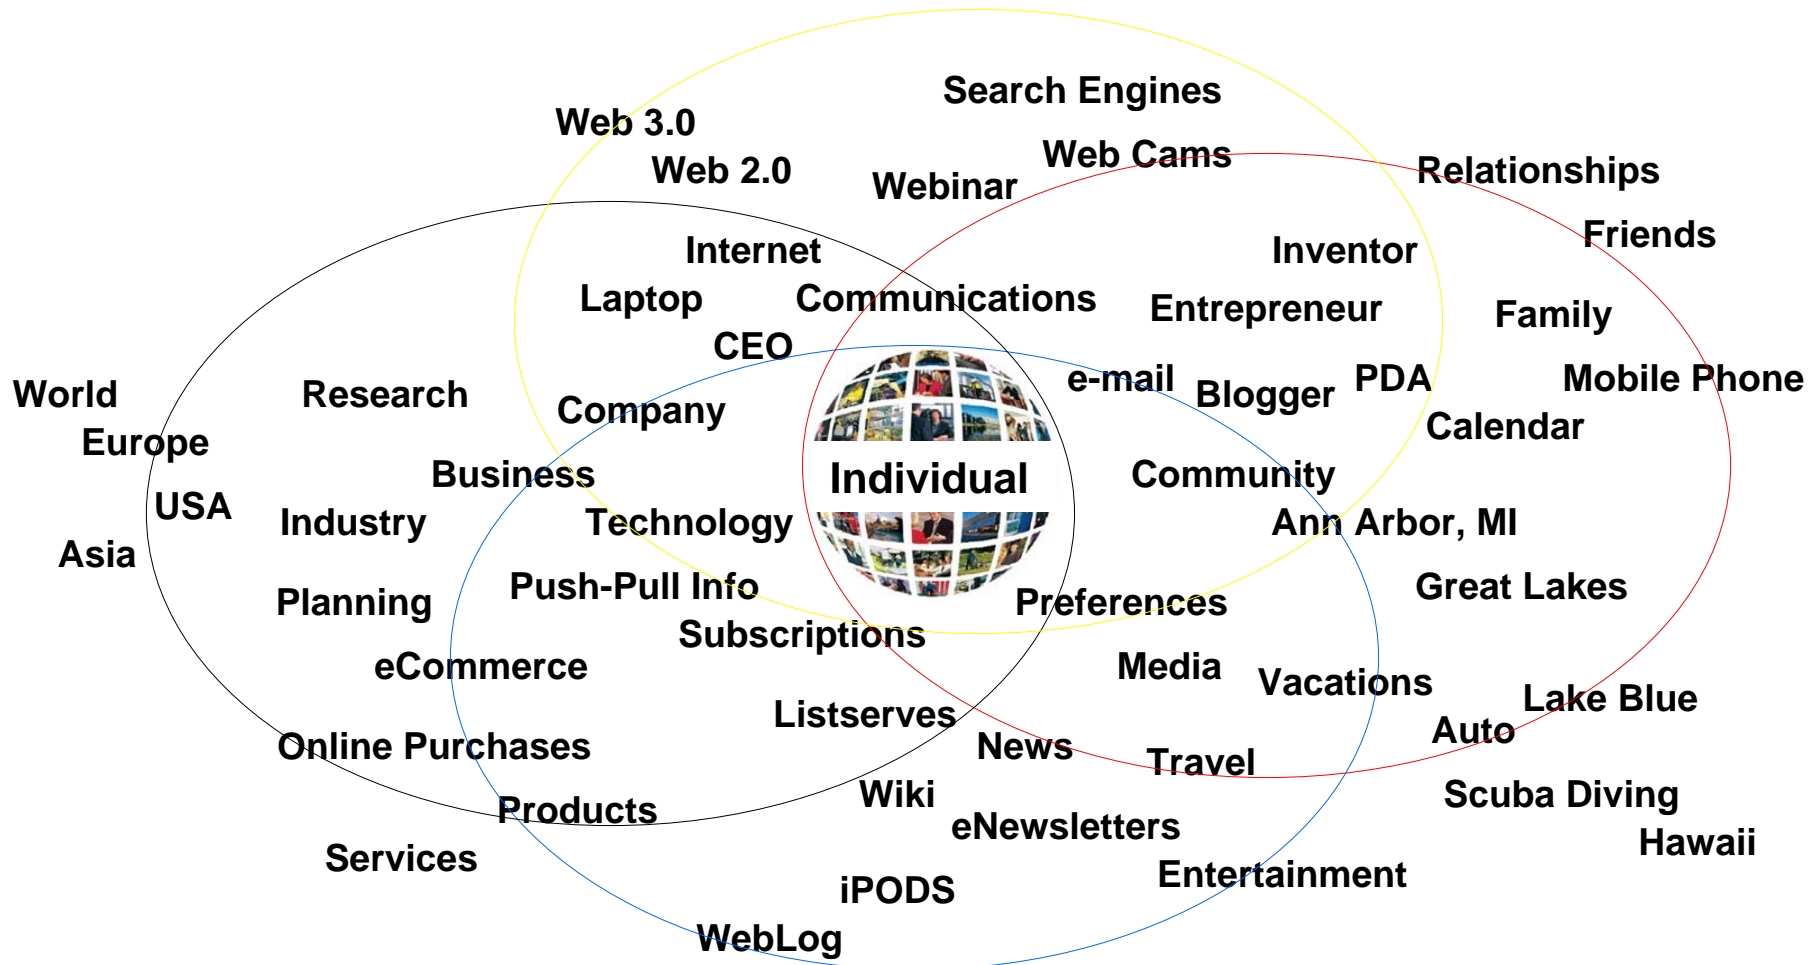 Search Engines
Web 3.0
Web Cams
Web 2.0
Relationships
Webinar
Friends
Internet
Inventor
Laptop
Communications
Entrepreneur
Family
CEO
e-mail
PDA
Mobile Phone
World
Research
Blogger
Company
Calendar
Europe
Business
Individual
Community
USA
Industry
Technology
Ann Arbor, MI
Asia
Push-Pull Info
Great Lakes
Planning
Preferences
Subscriptions
eCommerce
Media
Vacations
Lake Blue
Listserves
Auto
Online Purchases
News
Travel
Wiki
Scuba Diving
Products
eNewsletters
Hawaii
Services
Entertainment
iPODS
WebLog